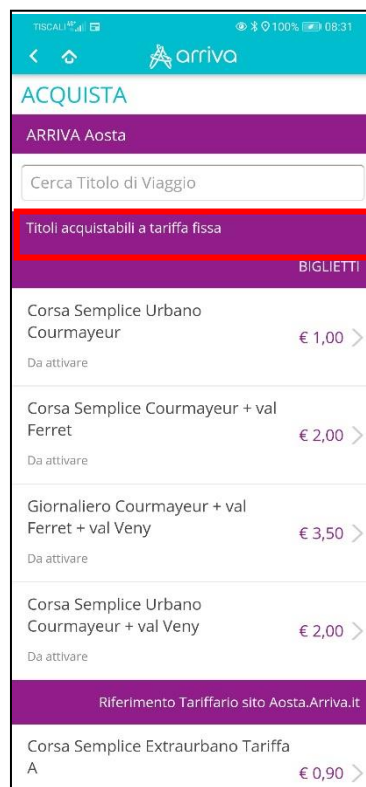 TISCALI 4G 100% 08:31
arriva
ACQUISTA
ARRIVA Aosta
Cerca Titolo di Viaggio
Titoli acquistabili a tariffa fissa
BIGLIETTI
Corsa Semplice Urbano
Courmayeur
€ 1,00
Da attivare
Corsa Semplice Courmayeur + val
Ferret
€ 2,00
Da attivare
Giornaliero Courmayeur + val
Ferret + val Veny
€ 3,50
Da attivare
Corsa Semplice Urbano
Courmayeur + val Veny
€ 2,00
Da attivare
Riferimento Tariffario sito Aosta.Arriva.it
Corsa Semplice Extraurbano Tariffa
A
€ 0,90